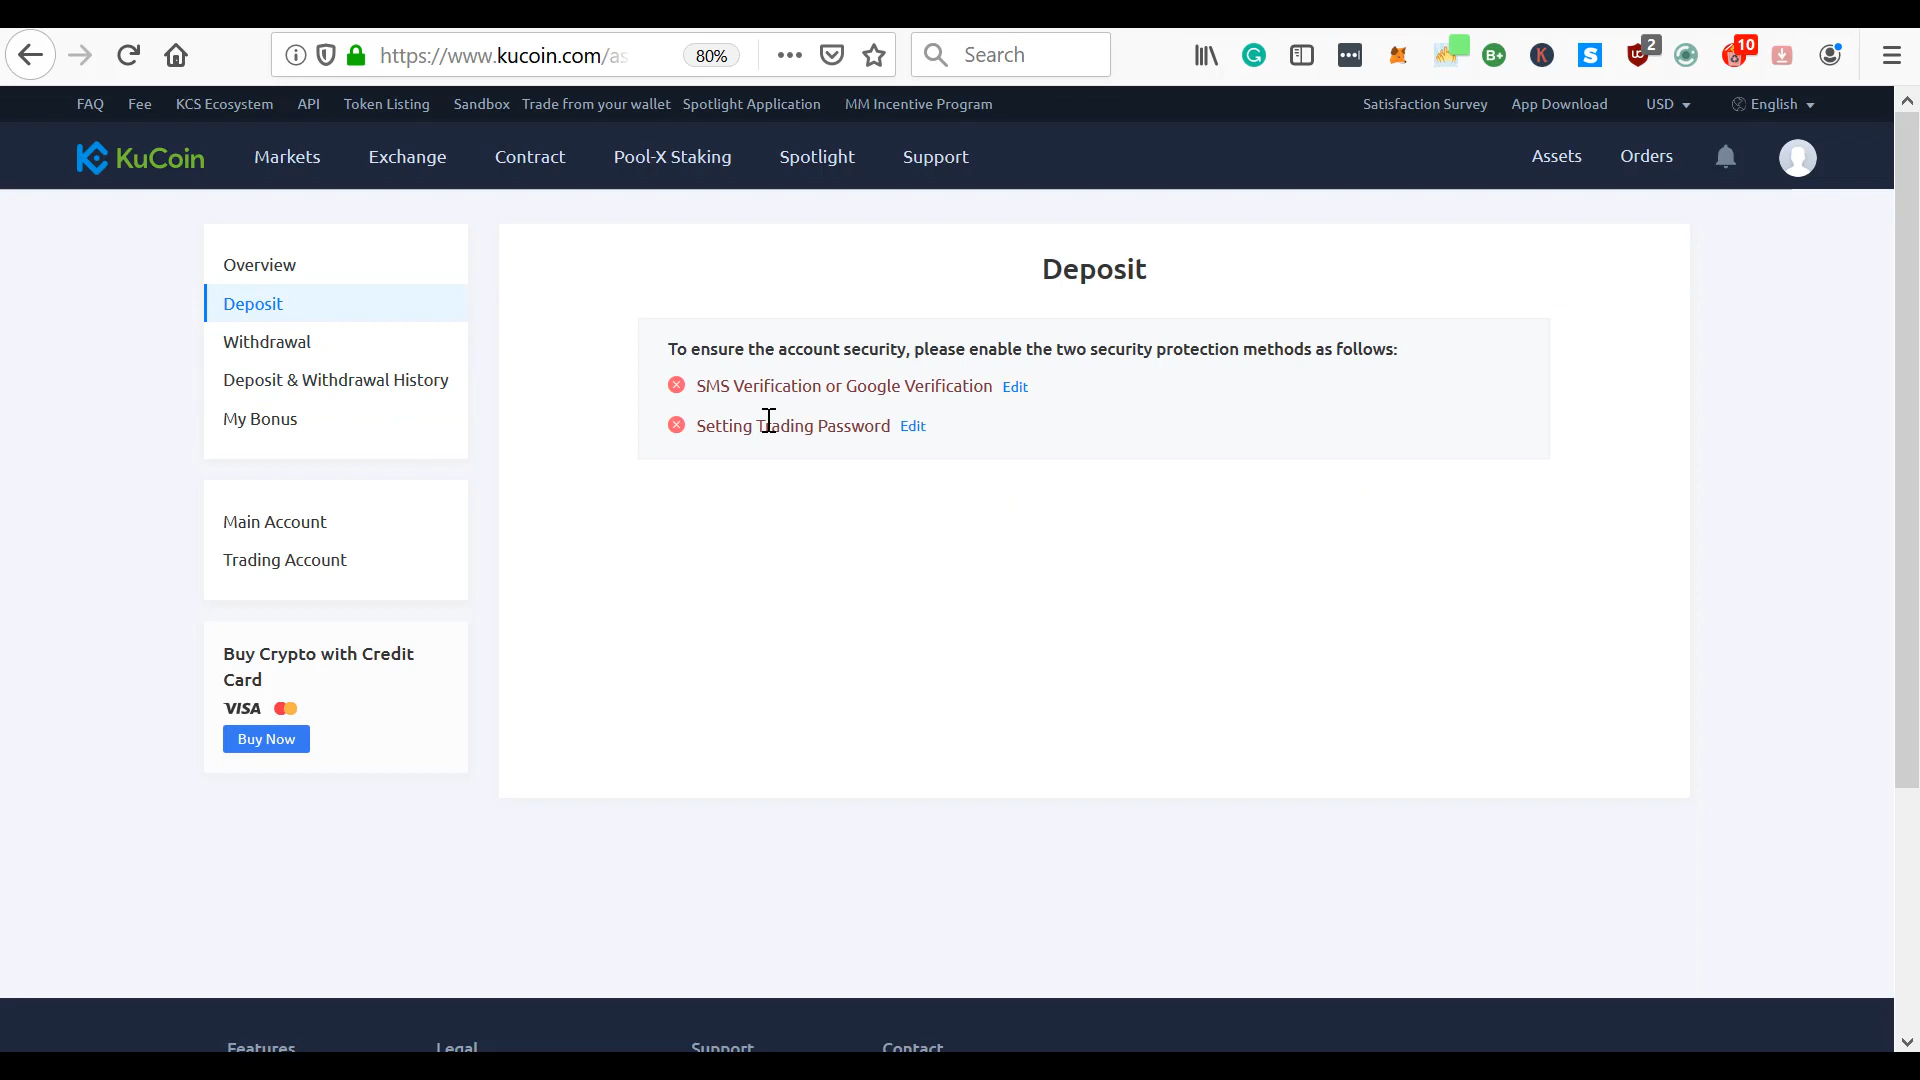 https://www.kucoin.com/as
80%
Search
B+
K
S
2
10
FAQ Fee KCS Ecosystem API Token Listing Sandbox Trade from your wallet Spotlight Application MM Incentive Program Satisfaction Survey App Download USD English
KuCoin Markets Exchange Contract Pool-X Staking Spotlight Support Assets Orders
Overview
Deposit
Withdrawal
Deposit & Withdrawal History
My Bonus
Main Account
Trading Account
Buy Crypto with Credit
Card
VISA
Buy Now
Deposit
To ensure the account security, please enable the two security protection methods as follows:
SMS Verification or Google Verification Edit
Setting Trading Password Edit
Features Legal Support Contact